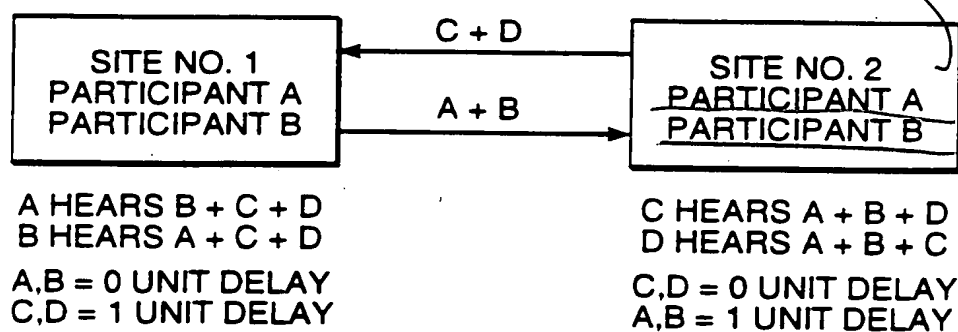 C + D
SITE NO. 1
PARTICIPANT A
PARTICIPANT B
A + B
SITE NO. 2
PARTICIPANT A
PARTICIPANT B
A HEARS B + C + D
B HEARS A + C + D
A,B = 0 UNIT DELAY
C,D = 1 UNIT DELAY
C HEARS A + B + D
D HEARS A + B + C
C,D = 0 UNIT DELAY
A,B = 1 UNIT DELAY